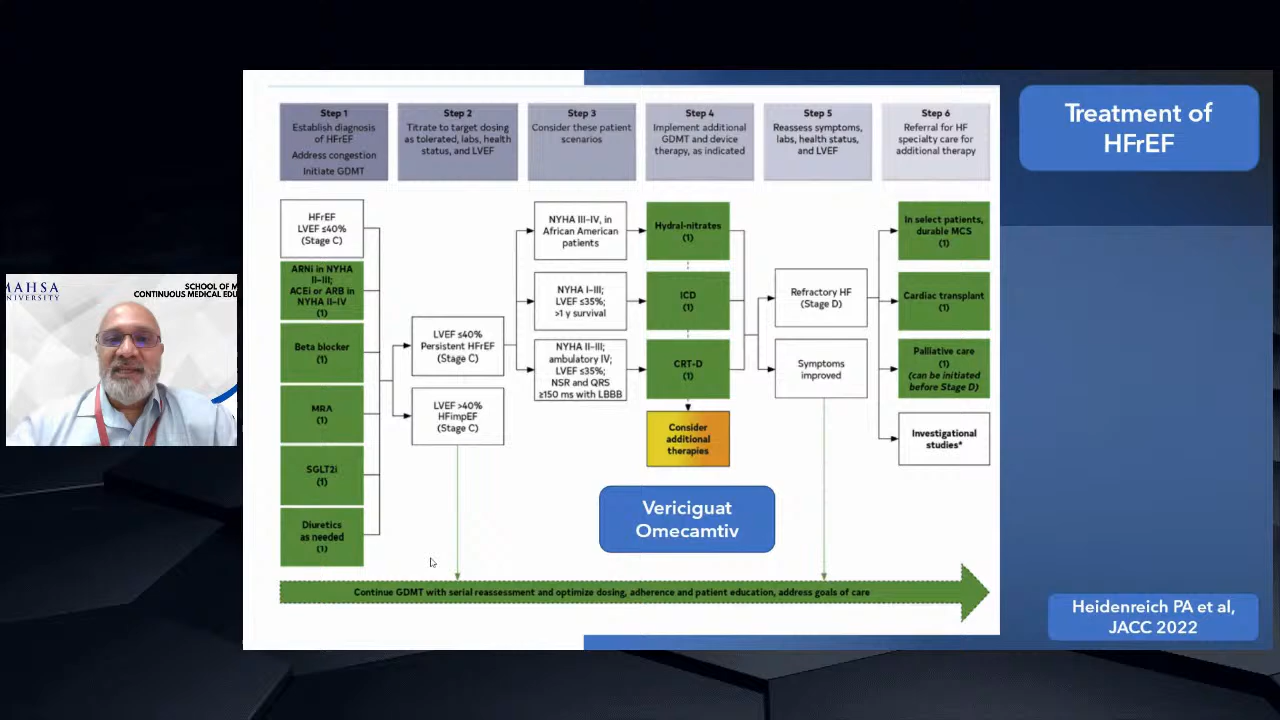 Treatment of
HFrEF
Step 1
Establish diagnosis
of HFrEF
Address congestion
Initiate GDMT
Step 2
Titrate to target dosing
as tolerated, labs, health
status, and LVEF
Step 3
Consider these patient
scenarios
Step 4
Implement additional
GDMT and device
therapy, as indicated
Step 5
Reassess symptoms,
labs, health status,
and LVEF
Step 6
Referral for HF
specialty care for
additional therapy
HFrEF
LVEF ≤40%
(Stage C)
ARNi in NYHA
II–III;
ACEi or ARB in
NYHA II–IV
(1)
Beta blocker
(1)
MRA
(1)
SGLT2i
(1)
Diuretics
as needed
(1)
LVEF ≤40%
Persistent HFrEF
(Stage C)
LVEF >40%
HFimpEF
(Stage C)
NYHA III–IV, in
African American
patients
NYHA I–III;
LVEF ≤35%;
>1 y survival
NYHA II–III;
ambulatory IV;
LVEF ≤35%;
NSR and QRS
≥150 ms with LBBB
Hydral-nitrates
(1)
ICD
(1)
CRT-D
(1)
Consider
additional
therapies
Vericiguat
Omecamtiv
Refractory HF
(Stage D)
Symptoms
improved
In select patients,
durable MCS
(1)
Cardiac transplant
(1)
Palliative care
(1)
(can be initiated
before Stage D)
Investigational
studies*
Continue GDMT with serial reassessment and optimize dosing, adherence and patient education, address goals of care
Heidenreich PA et al,
JACC 2022
MAHSA
UNIVERSITY
SCHOOL OF M
CONTINUOUS MEDICAL EDU